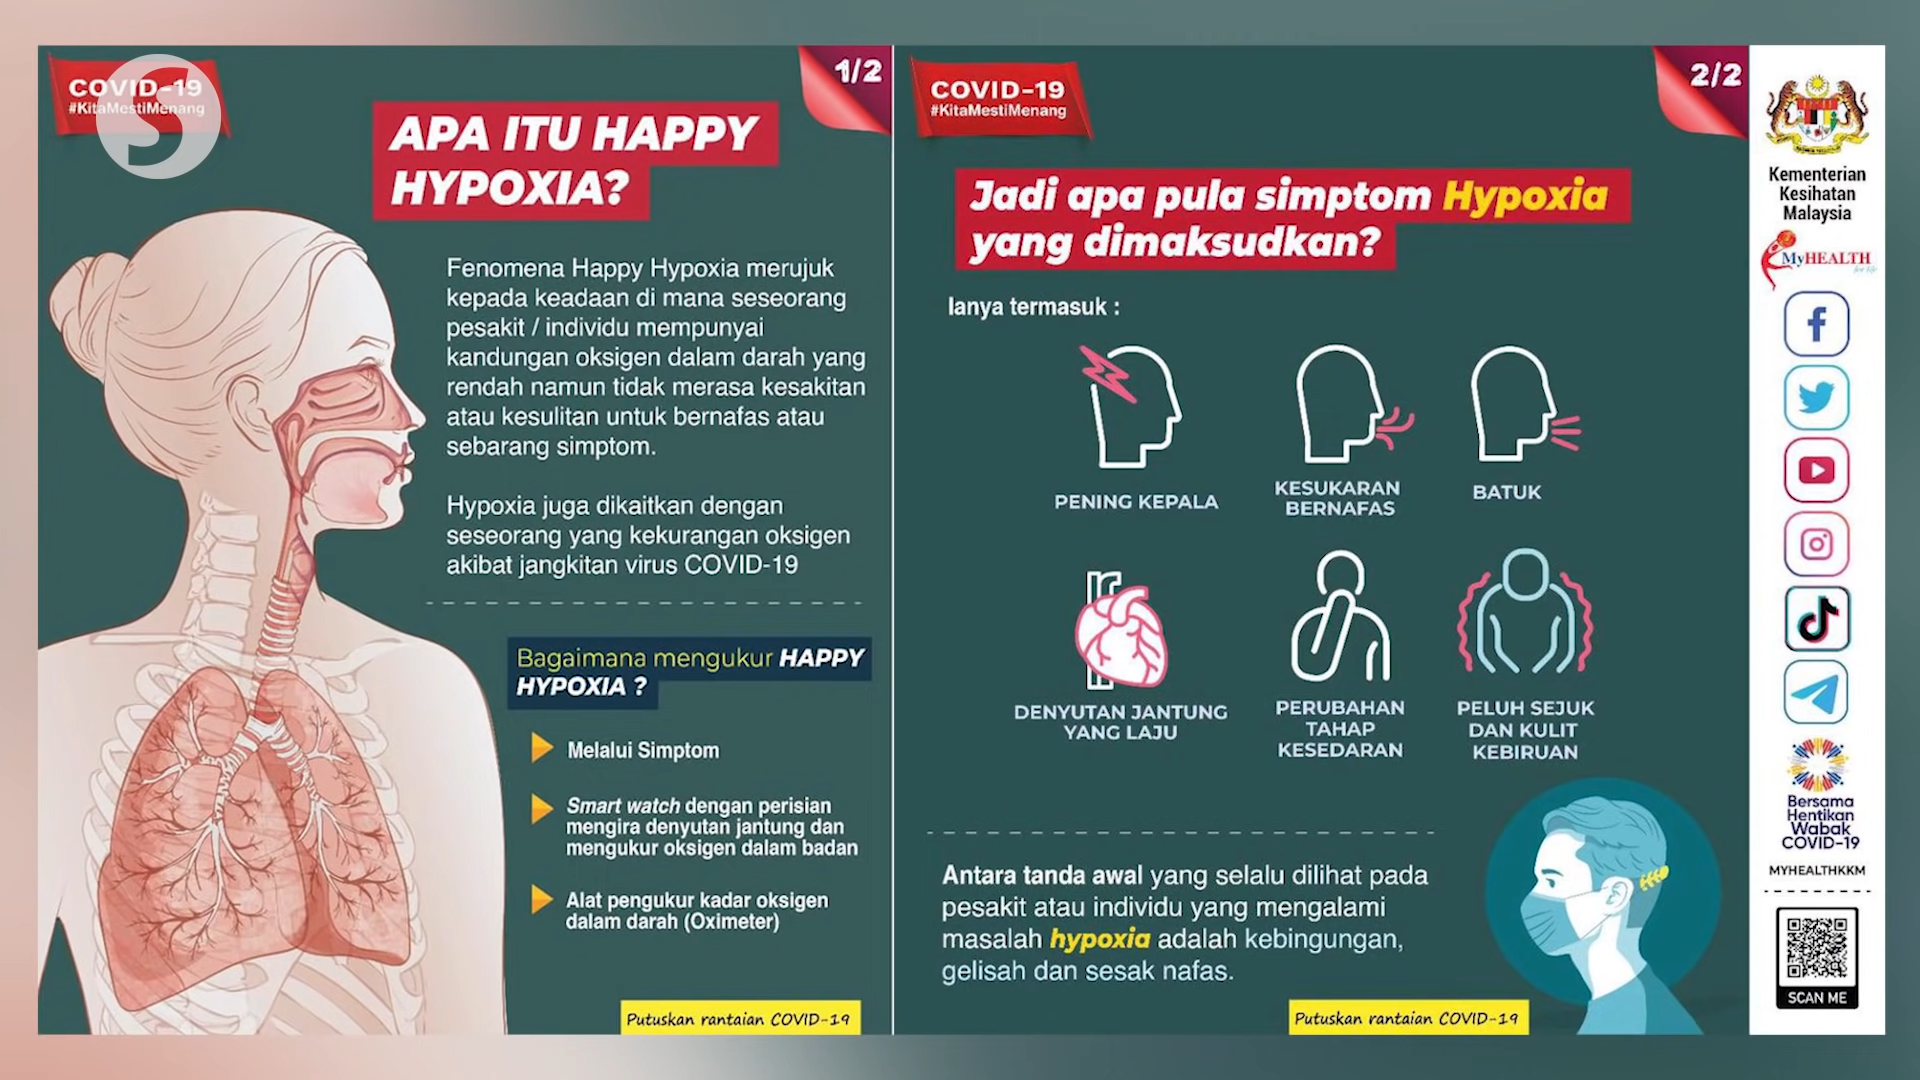 COVID-19
#KitaMestiMenang
S
1/2
APA ITU HAPPY
HYPOXIA?
Fenomena Happy Hypoxia merujuk
kepada keadaan di mana seseorang
pesakit / individu mempunyai
kandungan oksigen dalam darah yang
rendah namun tidak merasa kesakitan
atau kesulitan untuk bernafas atau
sebarang simptom.
Hypoxia juga dikaitkan dengan
seseorang yang kekurangan oksigen
akibat jangkitan virus COVID-19
Bagaimana mengukur HAPPY
HYPOXIA ?
Melalui Simptom
Smart watch dengan perisian
mengira denyutan jantung dan
mengukur oksigen dalam badan
Alat pengukur kadar oksigen
dalam darah (Oximeter)
Putuskan rantaian COVID-19
COVID-19
#KitaMestiMenang
2/2
Jadi apa pula simptom Hypoxia
yang dimaksudkan?
Ianya termasuk :
PENING KEPALA
KESUKARAN
BERNAFAS
BATUK
DENYUTAN JANTUNG
YANG LAJU
PERUBAHAN
TAHAP
KESEDARAN
PELUH SEJUK
DAN KULIT
KEBIRUAN
Antara tanda awal yang selalu dilihat pada
pesakit atau individu yang mengalami
masalah hypoxia adalah kebingungan,
gelisah dan sesak nafas.
Putuskan rantaian COVID-19
Kementerian
Kesihatan
Malaysia
MyHEALTH
for life
Bersama
Hentikan
Wabak
COVID-19
MYHEALTHKKM
SCAN ME